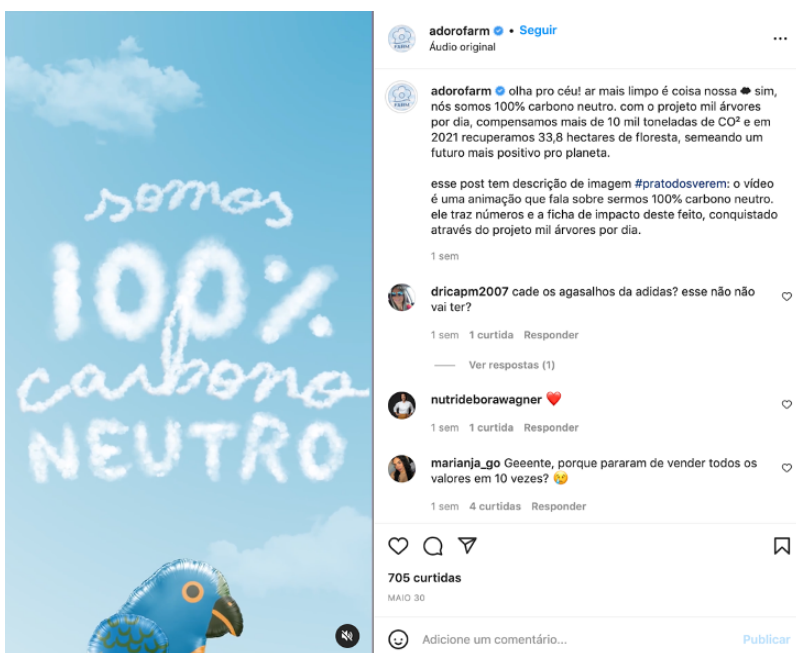 somos
100%
carbono
NEUTRO
FARM
adorofarm • Seguir
Áudio original
FARM
adorofarm olha pro céu! ar mais limpo é coisa nossa 🌧 sim,
nós somos 100% carbono neutro. com o projeto mil árvores
por dia, compensamos mais de 10 mil toneladas de CO² e em
2021 recuperamos 33,8 hectares de floresta, semeando um
futuro mais positivo pro planeta.
esse post tem descrição de imagem #pratodosverem: o vídeo
é uma animação que fala sobre sermos 100% carbono neutro.
ele traz números e a ficha de impacto deste feito, conquistado
através do projeto mil árvores por dia.
1 sem
dricapm2007 cade os agasalhos da adidas? esse não não
vai ter?
1 sem 1 curtida Responder
Ver respostas (1)
nutrideborawagner ❤️
1 sem 1 curtida Responder
marianja_go Geeente, porque pararam de vender todos os
valores em 10 vezes? 😢
1 sem 4 curtidas Responder
705 curtidas
MAIO 30
Adicione um comentário...
Publicar